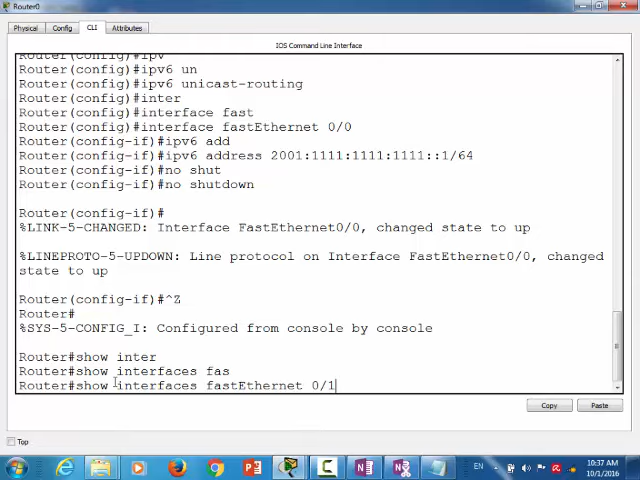 Router0
Physical Config CLI Attributes
IOS Command Line Interface
Router(config)#ipv
Router(config)#ipv6 un
Router(config)#ipv6 unicast-routing
Router(config)#inter
Router(config)#interface fast
Router(config)#interface fastEthernet 0/0
Router(config-if)#ipv6 add
Router(config-if)#ipv6 address 2001:1111:1111:1111::1/64
Router(config-if)#no shut
Router(config-if)#no shutdown
Router(config-if)#
%LINK-5-CHANGED: Interface FastEthernet0/0, changed state to up
%LINEPROTO-5-UPDOWN: Line protocol on Interface FastEthernet0/0, changed
state to up
Router(config-if)#^Z
Router#
%SYS-5-CONFIG_I: Configured from console by console
Router#show inter
Router#show interfaces fas
Router#show interfaces fastEthernet 0/1
Copy Paste
Top
EN
10:37 AM
10/1/2016